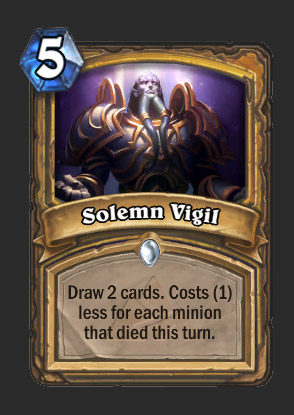 5
Solemn Vigil
Draw 2 cards. Costs (1)
less for each minion
that died this turn.